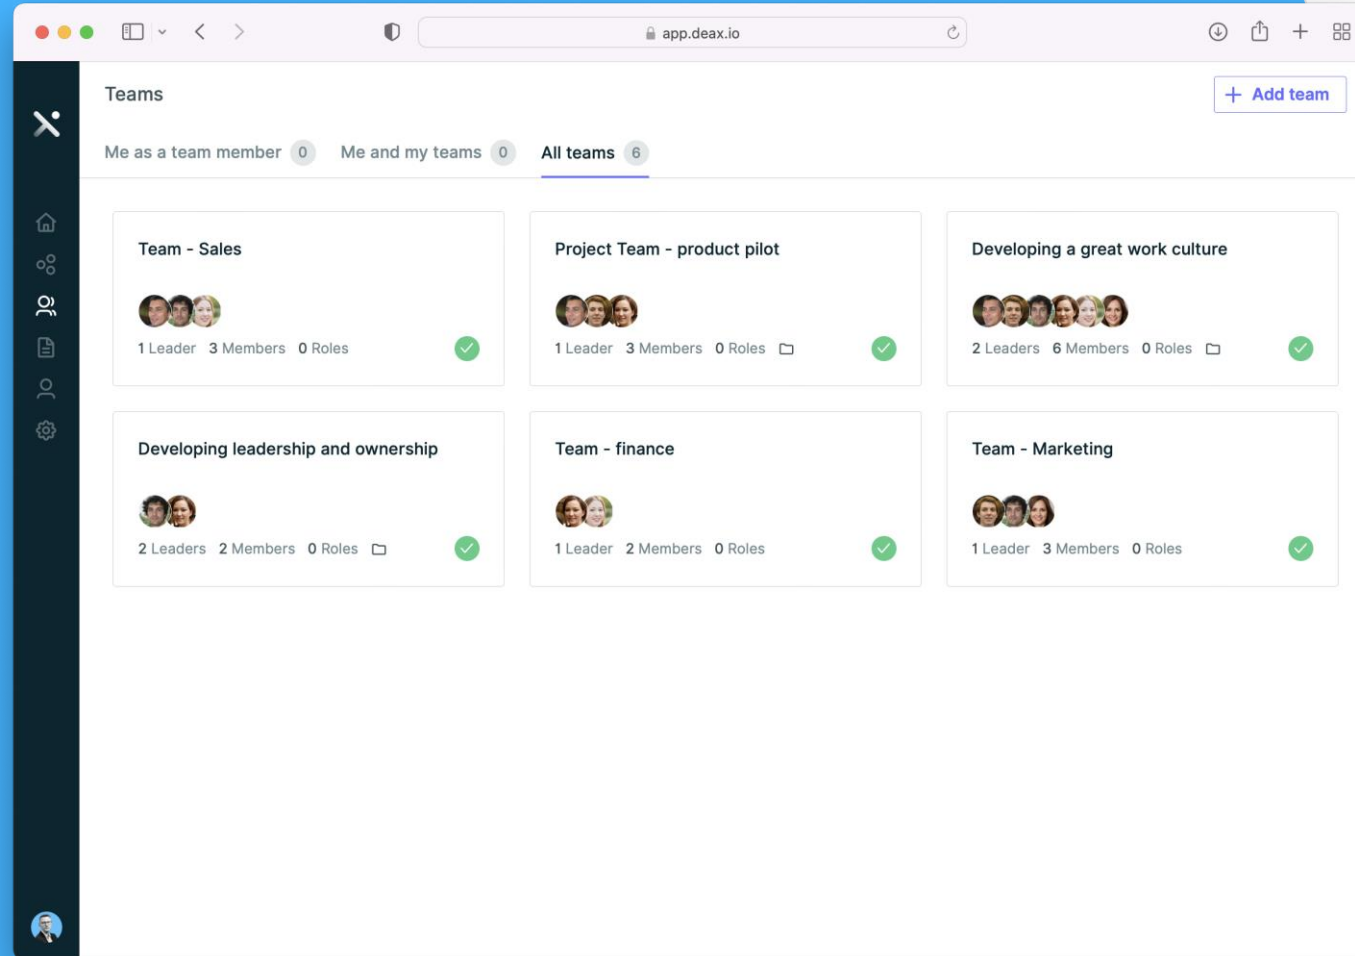 app.deax.io
Teams
+ Add team
Me as a team member 0 Me and my teams 0 All teams 6
Team - Sales
1 Leader 3 Members 0 Roles
Project Team - product pilot
1 Leader 3 Members 0 Roles
Developing a great work culture
2 Leaders 6 Members 0 Roles
Developing leadership and ownership
2 Leaders 2 Members 0 Roles
Team - finance
1 Leader 2 Members 0 Roles
Team - Marketing
1 Leader 3 Members 0 Roles